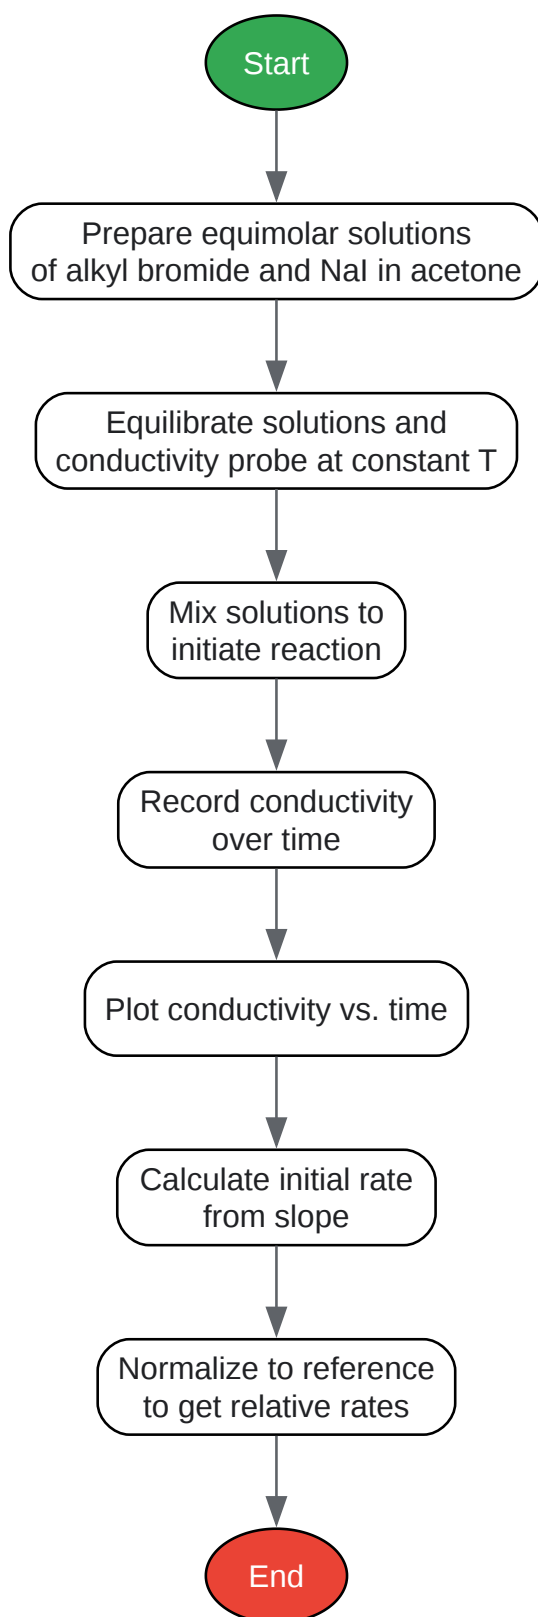 Start
Prepare equimolar solutions
of alkyl bromide and NaI in acetone
Equilibrate solutions and
conductivity probe at constant T
Mix solutions to
initiate reaction
Record conductivity
over time
Plot conductivity vs. time
Calculate initial rate
from slope
Normalize to reference
to get relative rates
End